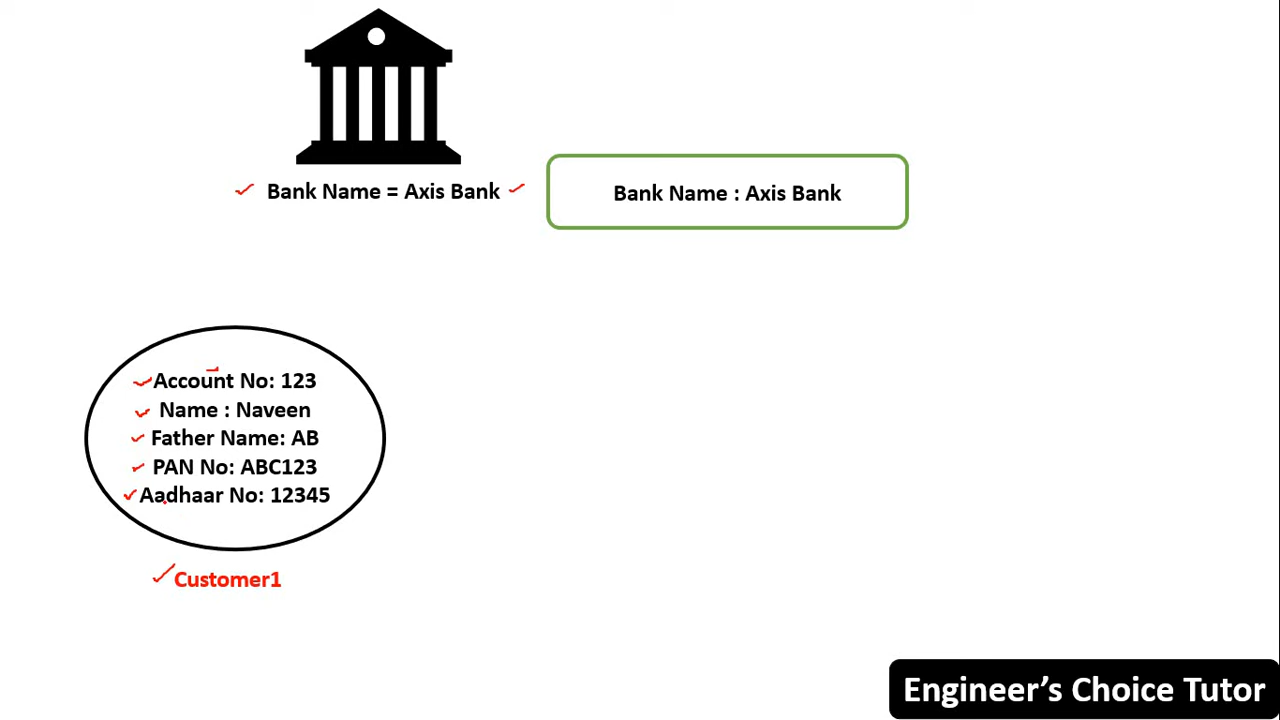 Bank Name = Axis Bank
Bank Name : Axis Bank
Account No: 123
Name : Naveen
Father Name: AB
PAN No: ABC123
Aadhaar No: 12345
Customer1
Engineer’s Choice Tutor